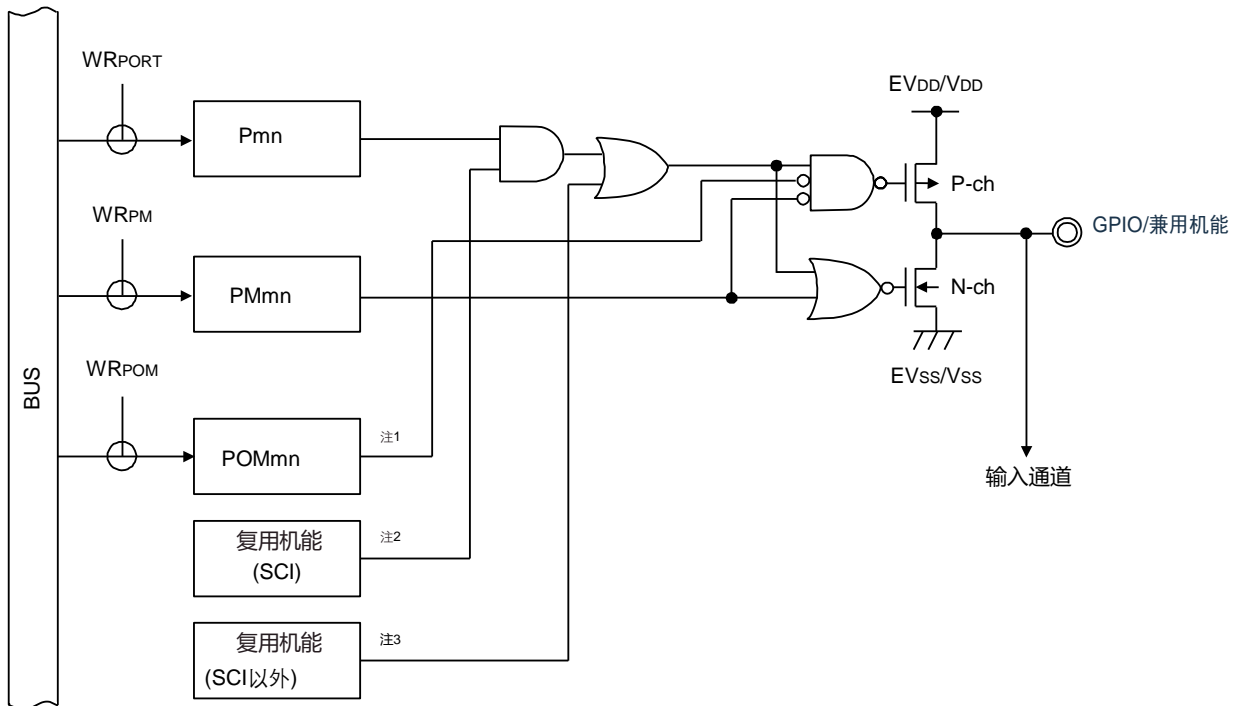 WRPORT
Pmn
EVDD/VDD
P-ch
GPIO/兼用机能
WRPM
PMmn
N-ch
EVSS/VSS
WRPOM
POMmn
注1
输入通道
BUS
复用机能
(SCI)
注2
复用机能
(SCI以外)
注3